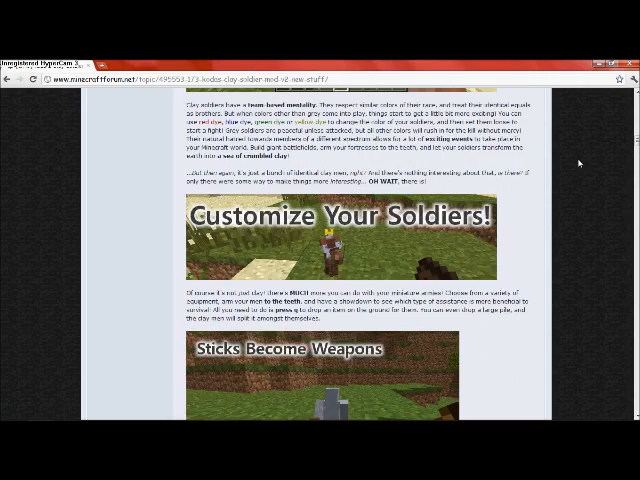 Unregistered HyperCam 3
www.minecraftforum.net/topic/495553-173-kodas-clay-soldier-mod-v2-new-stuff/
Clay soldiers have a team-based mentality. They respect similar colors of their race, and treat their identical equals
as brothers. But when colors other than grey come into play, things start to get a little bit more exciting! You can
use red dye, blue dye, green dye or yellow dye to change the color of your soldiers, and then set them loose to
start a fight! Grey soldiers are peaceful unless attacked, but all other colors will rush in for the kill without mercy!
Their natural hatred towards members of a different spectrum allows for a lot of exciting events to take place in
your Minecraft world. Build giant battlefields, arm your fortresses to the teeth, and let your soldiers transform the
earth into a sea of crumbled clay!
...But then again, it's just a bunch of identical clay men, right? And there's nothing interesting about that, is there? If
only there were some way to make things more interesting... OH WAIT, there is!
Customize Your Soldiers!
Of course it's not just clay! there's MUCH more you can do with your miniature armies! Choose from a variety of
equipment, arm your men to the teeth, and have a showdown to see which type of assistance is more beneficial to
survival! All you need to do is press q to drop an item on the ground for them. You can even drop a large pile, and
the clay men will split it amongst themselves.
Sticks Become Weapons